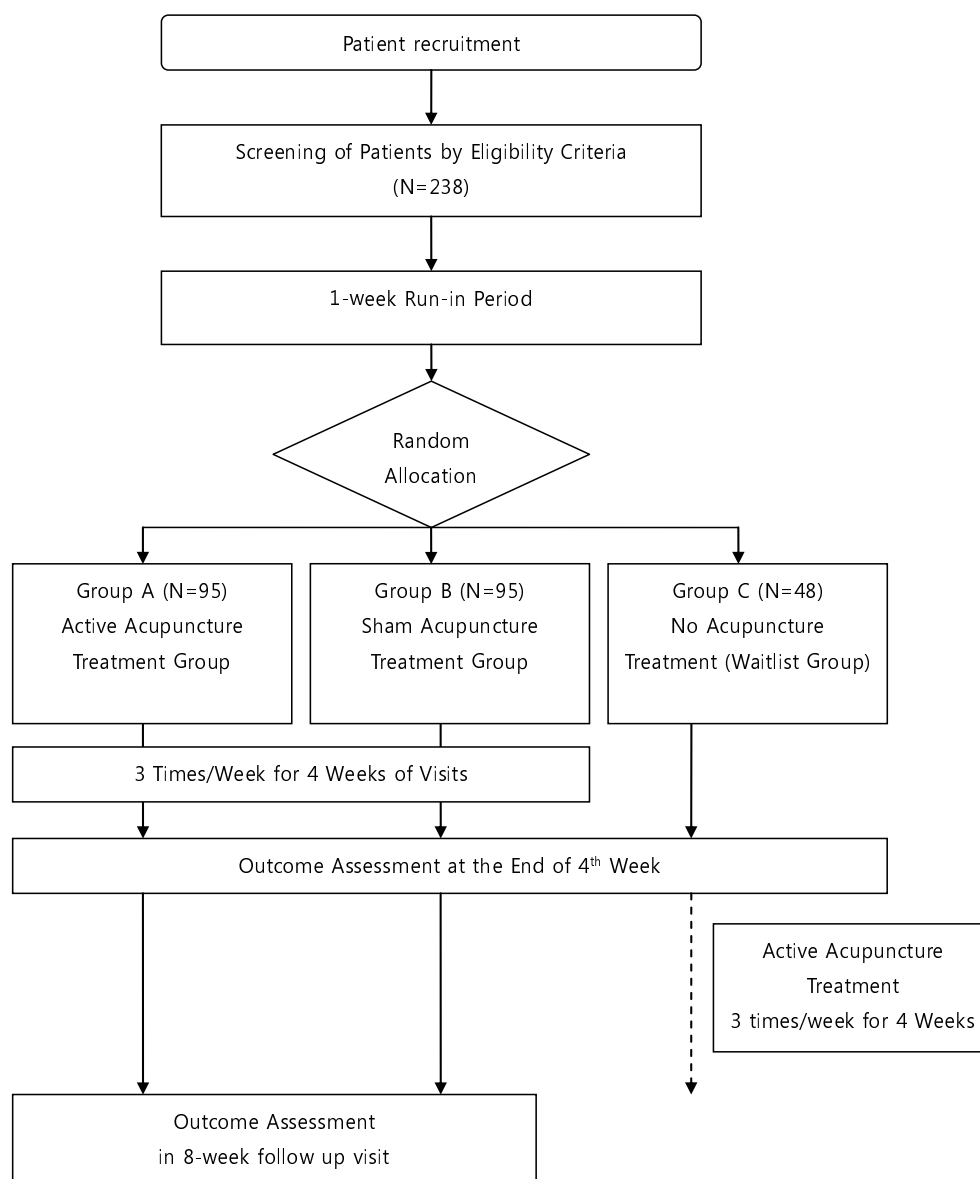 Patient recruitment
Screening of Patients by Eligibility Criteria
(N=238)
1-week Run-in Period
Random
Allocation
Group A (N=95)
Active Acupuncture
Treatment Group
Group B (N=95)
Sham Acupuncture
Treatment Group
Group C (N=48)
No Acupuncture
Treatment (Waitlist Group)
3 Times/Week for 4 Weeks of Visits
Outcome Assessment at the End of 4th Week
Active Acupuncture
Treatment
3 times/week for 4 Weeks
Outcome Assessment
in 8-week follow up visit